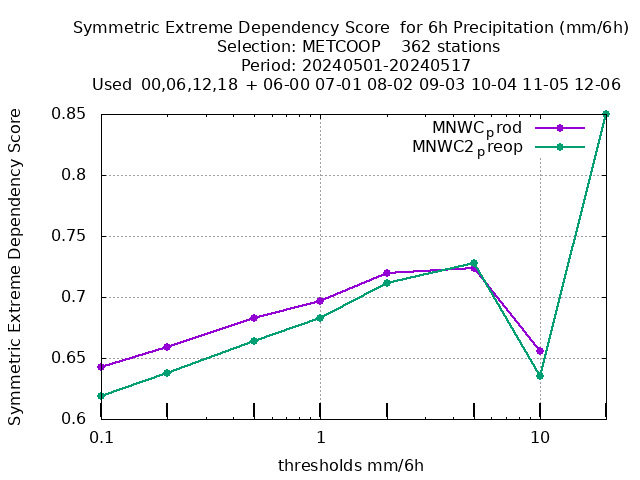 Symmetric Extreme Dependency Score  for 6h Precipitation (mm/6h)
Selection: METCOOP    362 stations
Period: 20240501-20240517
Used  00,06,12,18  + 06-00 07-01 08-02 09-03 10-04 11-05 12-06
MNWCprod
MNWC2preop
Symmetric Extreme Dependency Score
0.85
0.8
0.75
0.7
0.65
0.6
0.1 1 10
thresholds mm/6h